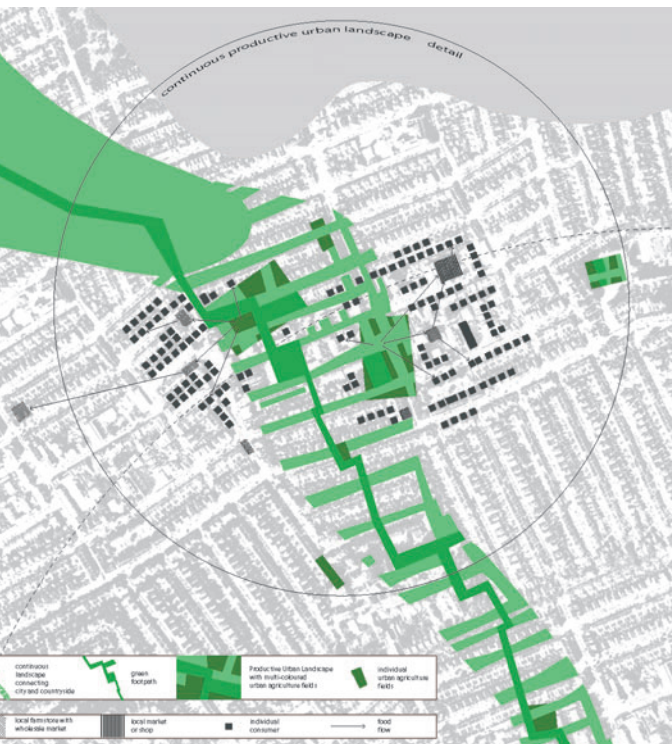 continuous productive urban landscape detail
continuous
landscape
connecting
city and countryside
green
footpath
Productive Urban Landscape
with multi-coloured
urban agriculture fields
individual
urban agriculture
fields
local farm store with
wholesale market
local market
or shop
individual
consumer
food
flow